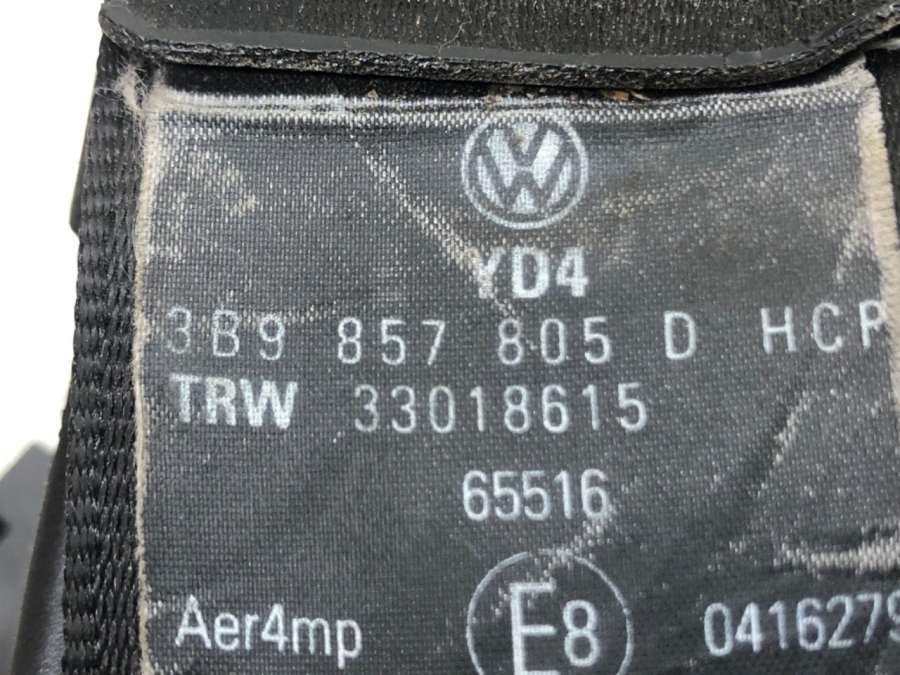 YD4
3B9 857 805 D HCP
TRW 33018615
65516
Aer4mp E8 0416279